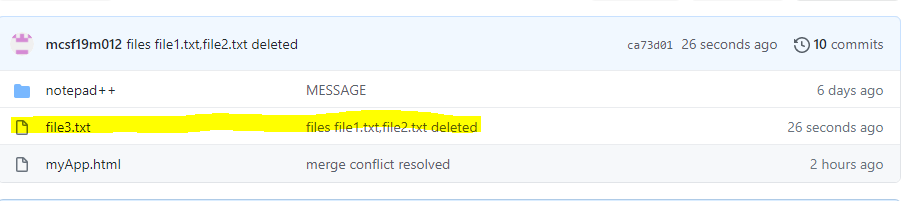 mcsf19m012 files file1.txt,file2.txt deleted ca73d01 26 seconds ago 10 commits
notepad++ MESSAGE 6 days ago
file3.txt files file1.txt,file2.txt deleted 26 seconds ago
myApp.html merge conflict resolved 2 hours ago